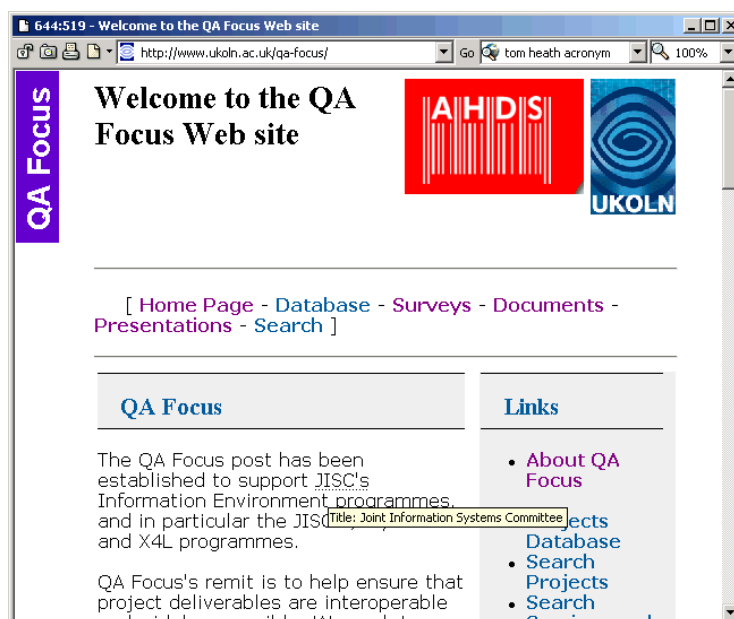 644:519 - Welcome to the QA Focus Web site
http://www.ukoln.ac.uk/qa-focus/ Go tom heath acronym 100%
QA Focus
Welcome to the QA
Focus Web site
AHDS
UKOLN
[ Home Page - Database - Surveys - Documents -
Presentations - Search ]
QA Focus
The QA Focus post has been
established to support JISC's
Information Environment programmes,
and in particular the JISC
and X4L programmes.
Title: Joint Information Systems Committee
QA Focus's remit is to help ensure that
project deliverables are interoperable
Links
• About QA
Focus
Database
• Search
Projects
• Search